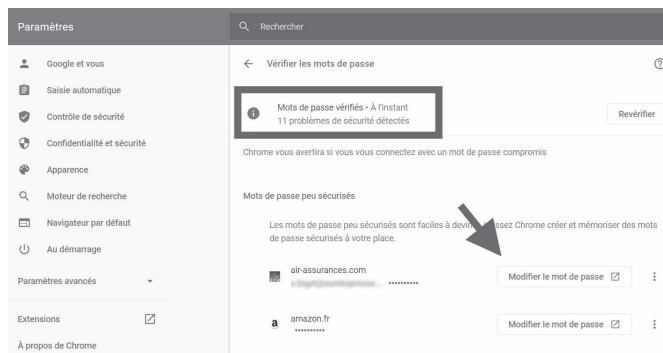 Paramètres
Rechercher
Google et vous
Saisie automatique
Contrôle de sécurité
Confidentialité et sécurité
Apparence
Moteur de recherche
Navigateur par défaut
Au démarrage
Paramètres avancés
Extensions
À propos de Chrome
Vérifier les mots de passe
Mots de passe vérifiés • À l'instant
11 problèmes de sécurité détectés
Revérifier
Chrome vous avertira si vous vous connectez avec un mot de passe compromis
Mots de passe peu sécurisés
Les mots de passe peu sécurisés sont faciles à Chrome créer et mémoriser des mots
de passe sécurisés à votre place.
air-assurances.com
••••••••••
Modifier le mot de passe
amazon.fr
••••••••••
Modifier le mot de passe